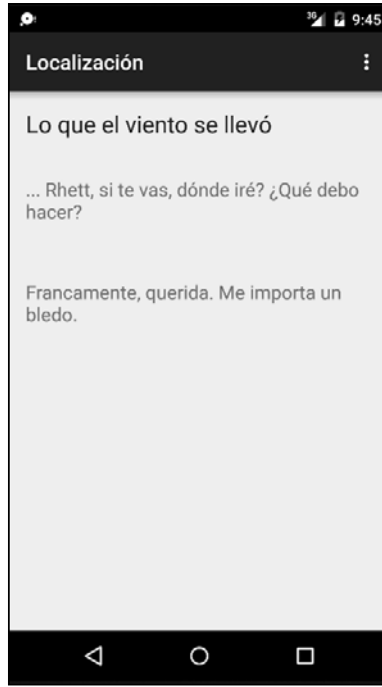 3G 9:45
Localización
Lo que el viento se llevó
... Rhett, si te vas, dónde iré? ¿Qué debo
hacer?
Francamente, querida. Me importa un
bledo.